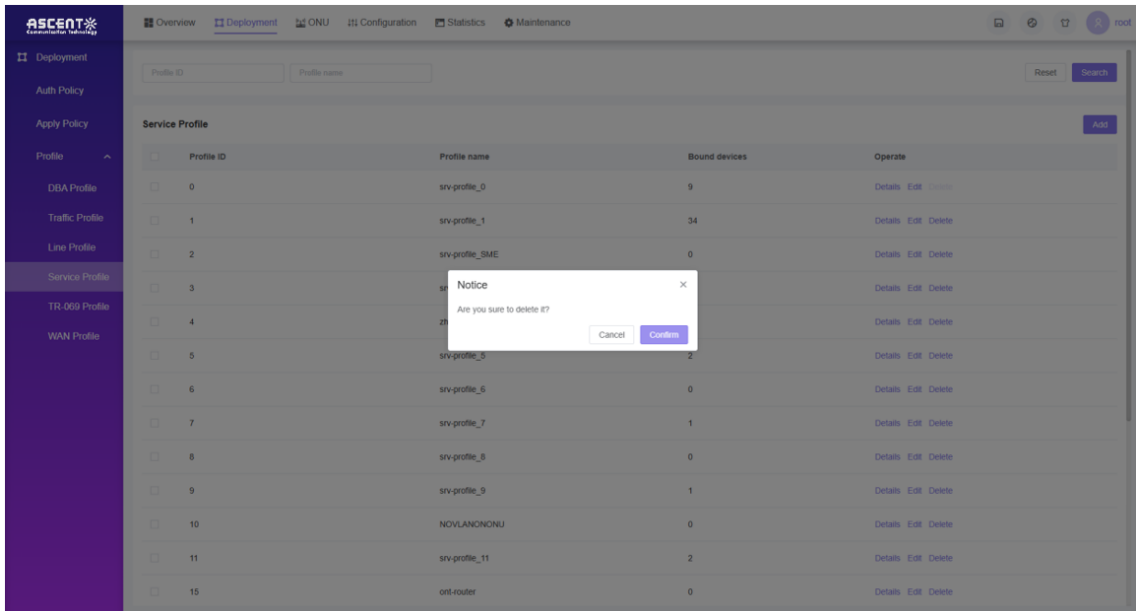 ASCENT
Communication Technology
Overview Deployment ONU Configuration Statistics Maintenance root
Deployment
Auth Policy
Apply Policy
Profile
DBA Profile
Traffic Profile
Line Profile
Service Profile
TR-069 Profile
WAN Profile
Profile ID Profile name Reset Search
Service Profile Add
Profile ID Profile name Bound devices Operate
0 srv-profile_0 9 Details Edit Delete
1 srv-profile_1 34 Details Edit Delete
2 srv-profile_SME 0 Details Edit Delete
3 Details Edit Delete
4 Details Edit Delete
5 srv-profile_5 2 Details Edit Delete
6 srv-profile_6 0 Details Edit Delete
7 srv-profile_7 1 Details Edit Delete
8 srv-profile_8 0 Details Edit Delete
9 srv-profile_9 1 Details Edit Delete
10 NOVLANONONU 0 Details Edit Delete
11 srv-profile_11 2 Details Edit Delete
15 ont-router 0 Details Edit Delete
Notice
Are you sure to delete it?
Cancel Confirm